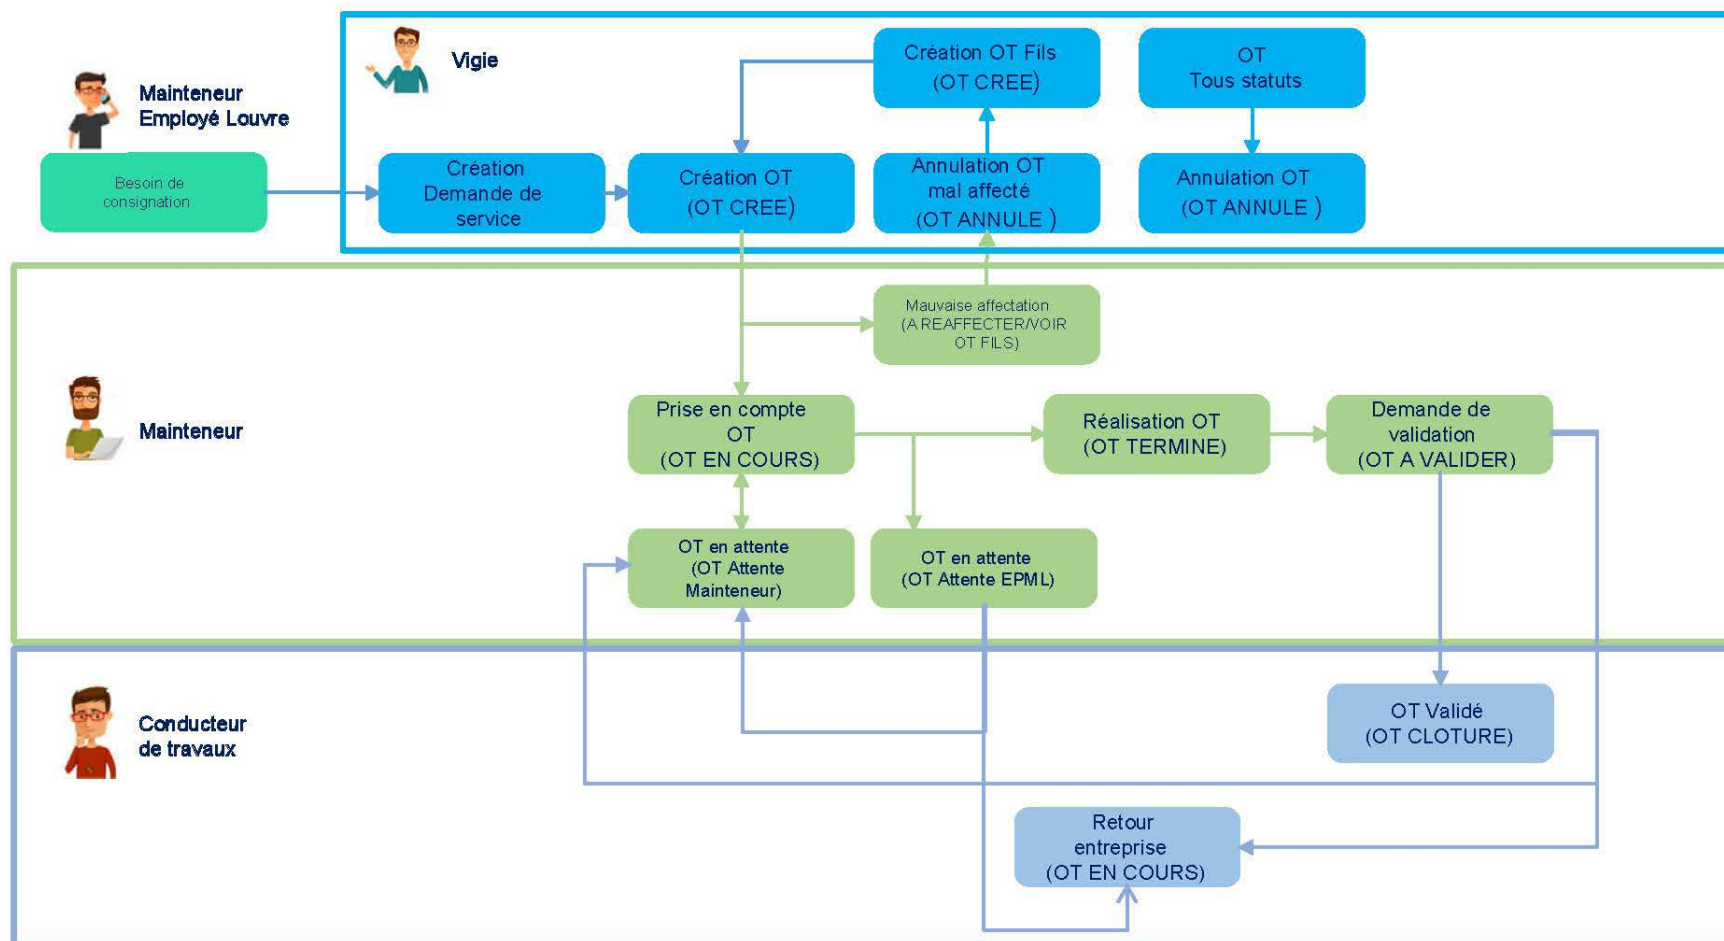 Vigie
Mainteneur
Employé Louvre
Création OT Fils
(OT CREE)
OT
Tous statuts
Besoin de
consignation
Création
Demande de
service
Création OT
(OT CREE)
Annulation OT
mal affecté
(OT ANNULE )
Annulation OT
(OT ANNULE )
Mauvaise affectation
(A REAFFECTER/VOIR
OT FILS)
Mainteneur
Prise en compte
OT
(OT EN COURS)
Réalisation OT
(OT TERMINE)
Demande de
validation
(OT A VALIDER)
OT en attente
(OT Attente
Mainteneur)
OT en attente
(OT Attente EPML)
Conducteur
de travaux
OT Validé
(OT CLOTURE)
Retour
entreprise
(OT EN COURS)